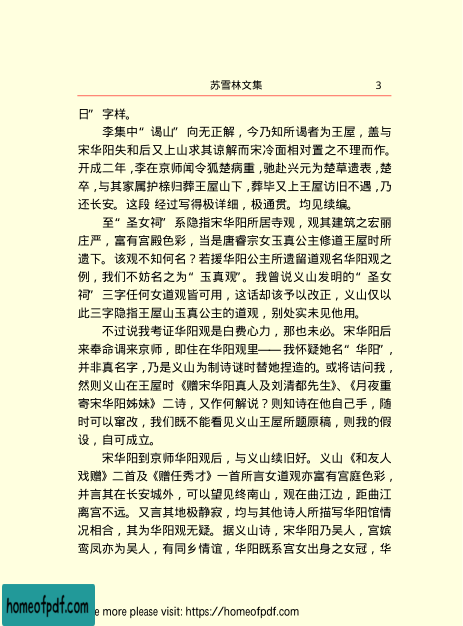 苏雪林文集 3
日”字样。
李集中“谒山”向无正解，今乃知所谒者为王屋，盖与
宋华阳失和后又上山求其谅解而宋冷面相对置之不理而作。
开成二年，李在京师闻令狐楚病重，驰赴兴元为楚草遗表，楚
卒，与其家属护榇归葬王屋山下，葬毕又上王屋访旧不遇，乃
还长安。这段经过写得极详细，极通贯。均见续编。
至“圣女祠”系隐指宋华阳所居寺观，观其建筑之宏丽
庄严，富有宫殿色彩，当是唐睿宗女玉真公主修道王屋时所
遗下。该观不知何名？若援华阳公主所遗留道观名华阳观之
例，我们不妨名之为“玉真观”。我曾说义山发明的“圣女
祠”三字任何女道观皆可用，这话却该予以改正，义山仅以
此三字隐指王屋山玉真公主的道观，别处实未见他用。
不过说我考证华阳观是白费心力，那也未必。宋华阳后
来奉命调来京师，即住在华阳观里——我怀疑她名“华阳”，
并非真名字，乃是义山为制诗谜时替她捏造的。或将诘问我，
然则义山在王屋时《赠宋华阳真人及刘清都先生》、《月夜重
寄宋华阳姊妹》二诗，又作何解说？则知诗在他自己手，随
时可以窜改，我们既不能看见义山王屋所题原稿，则我的假
设，自可成立。
宋华阳到京师华阳观后，与义山续旧好。义山《和友人
戏赠》二首及《赠任秀才》一首所言女道观亦富有宫庭色彩，
并言其在长安城外，可以望见终南山，观在曲江边，距曲江
离宫不远。又言其地极静寂，均与其他诗人所描写华阳馆情
况相合，其为华阳观无疑。据义山诗，宋华阳乃吴人，宫嫔
鸾凤亦为吴人，有同乡情谊，华阳既系宫女出身之女冠，华
homeofpdf.com
e more please visit: https://homeofpdf.com